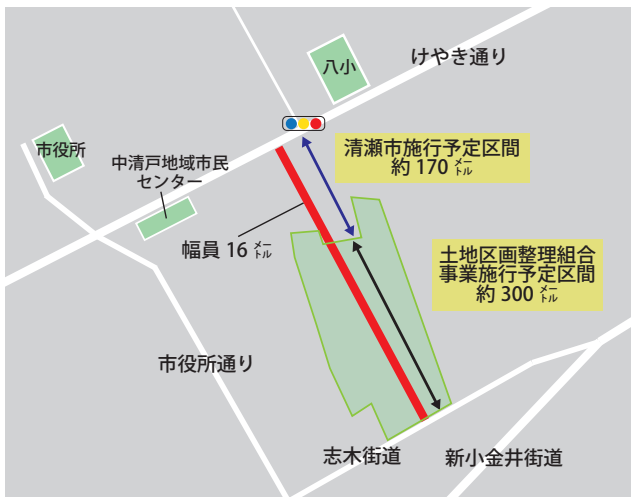 八小
けやき通り
市役所
清瀬市施行予定区間
約 170 メートル
中清戸地域市民
センター
幅員 16 メートル
土地区画整理組合
事業施行予定区間
約 300 メートル
市役所通り
志木街道
新小金井街道